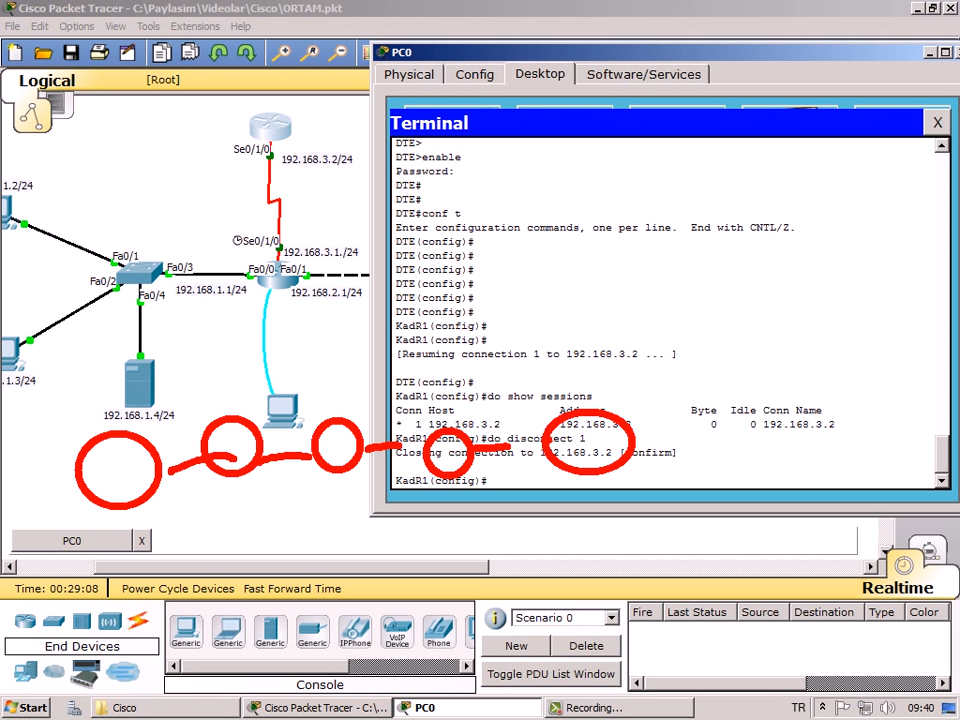 Cisco Packet Tracer - C:\Paylasim\Videolar\Cisco\ORTAM.pkt
File Edit Options View Tools Extensions Help
Logical
[Root]
Se0/1/0
192.168.3.2/24
1.2/24
Se0/1/0
192.168.3.1./24
Fa0/1
Fa0/3
Fa0/0
Fa0/1
Fa0/2
Fa0/4
192.168.1.1/24
192.168.2.1/24
.1.3/24
192.168.1.4/24
PC0
Physical Config Desktop Software/Services
Terminal
X
DTE>
DTE>enable
Password:
DTE#
DTE#
DTE#conf t
Enter configuration commands, one per line. End with CNTL/Z.
DTE(config)#
DTE(config)#
DTE(config)#
DTE(config)#
DTE(config)#
DTE(config)#
KadR1(config)#
KadR1(config)#
[Resuming connection 1 to 192.168.3.2 ... ]
DTE(config)#
DTE(config)#do show sessions
Conn Host Address Byte Idle Conn Name
* 1 192.168.3.2 192.168.3.2 0 0 192.168.3.2
KadR1(config)#do disconnect 1
Closing connection to 192.168.3.2 [confirm]
KadR1(config)#
PC0 X
Time: 00:29:08 Power Cycle Devices Fast Forward Time
Realtime
End Devices
Generic Generic Generic Generic IPPhone VoIP Device Phone
Console
Scenario 0
New Delete
Toggle PDU List Window
Fire Last Status Source Destination Type Color
Start Cisco Cisco Packet Tracer - C:\... PC0 Recording... TR 09:40